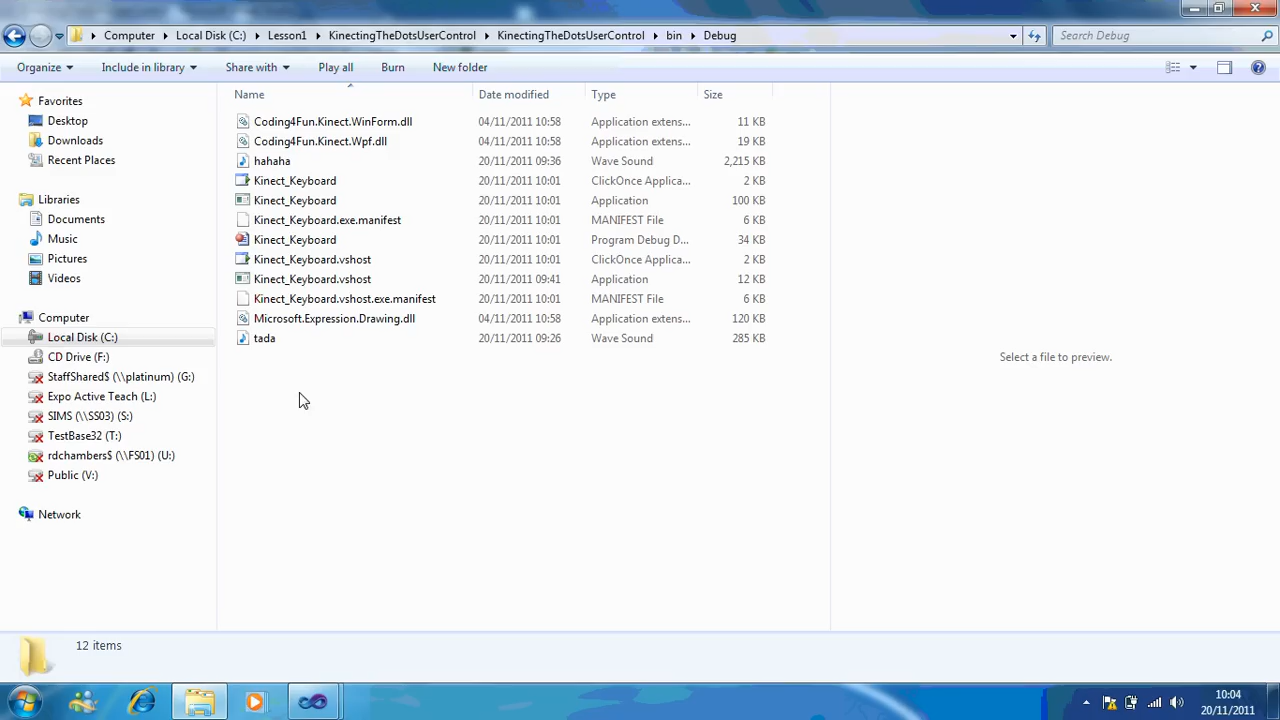 Computer Local Disk (C:) Lesson1 KinectingTheDotsUserControl KinectingTheDotsUserControl bin Debug Search Debug
Organize Include in library Share with Play all Burn New folder
Favorites
Desktop
Downloads
Recent Places
Libraries
Documents
Music
Pictures
Videos
Computer
Local Disk (C:)
CD Drive (F:)
StaffShared$ (\\platinum) (G:)
Expo Active Teach (L:)
SIMS (\\SS03) (S:)
TestBase32 (T:)
rdchambers$ (\\FS01) (U:)
Public (V:)
Network
Name Date modified Type Size
Coding4Fun.Kinect.WinForm.dll 04/11/2011 10:58 Application extens... 11 KB
Coding4Fun.Kinect.Wpf.dll 04/11/2011 10:58 Application extens... 19 KB
hahaha 20/11/2011 09:36 Wave Sound 2,215 KB
Kinect_Keyboard 20/11/2011 10:01 ClickOnce Applica... 2 KB
Kinect_Keyboard 20/11/2011 10:01 Application 100 KB
Kinect_Keyboard.exe.manifest 20/11/2011 10:01 MANIFEST File 6 KB
Kinect_Keyboard 20/11/2011 10:01 Program Debug D... 34 KB
Kinect_Keyboard.vshost 20/11/2011 10:01 ClickOnce Applica... 2 KB
Kinect_Keyboard.vshost 20/11/2011 09:41 Application 12 KB
Kinect_Keyboard.vshost.exe.manifest 20/11/2011 10:01 MANIFEST File 6 KB
Microsoft.Expression.Drawing.dll 04/11/2011 10:58 Application extens... 120 KB
tada 20/11/2011 09:26 Wave Sound 285 KB
Select a file to preview.
12 items
10:04
20/11/2011